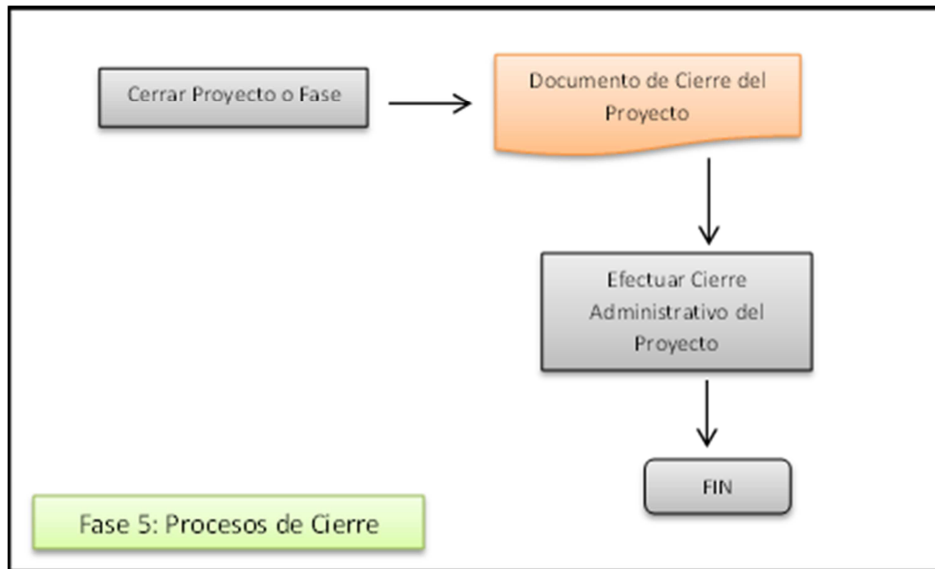 Cerrar Proyecto o Fase
Documento de Cierre del
Proyecto
Efectuar Cierre
Administrativo del
Proyecto
FIN
Fase 5: Procesos de Cierre